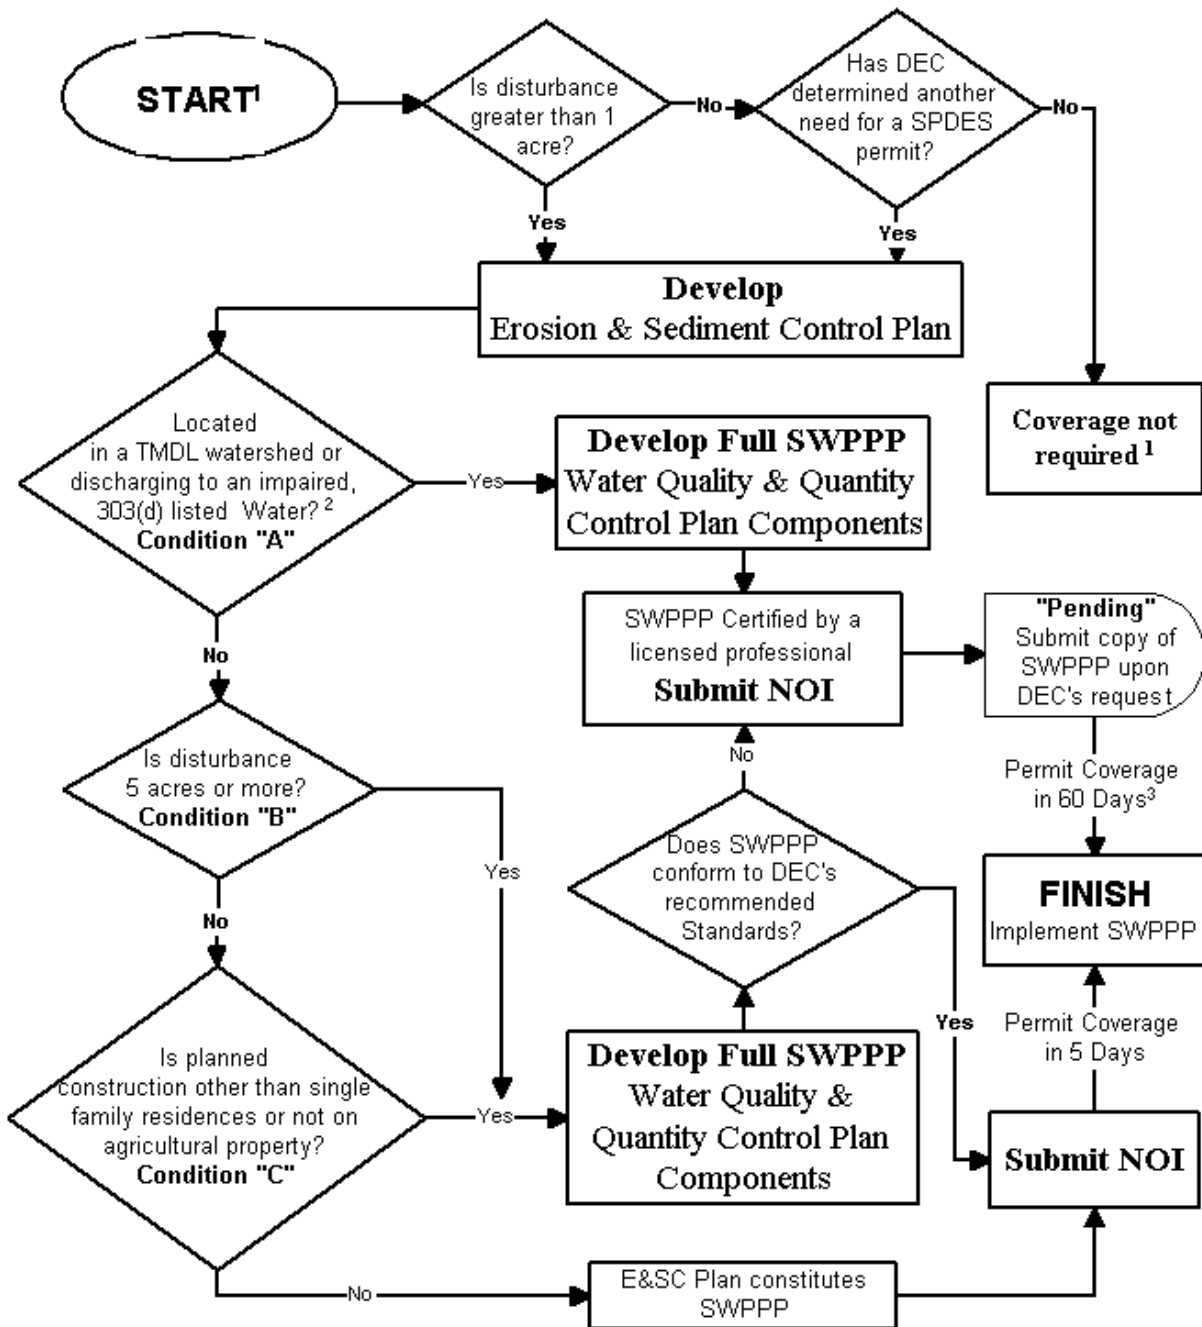 START¹
Is disturbance
greater than 1
acre?
No
Has DEC
determined another
need for a SPDES
permit?
No
Yes
Yes
Develop
Erosion & Sediment Control Plan
Coverage not
required ¹
Located
in a TMDL watershed or
discharging to an impaired,
303(d) listed Water? ²
Condition "A"
Yes
Develop Full SWPPP
Water Quality & Quantity
Control Plan Components
SWPPP Certified by a
licensed professional
Submit NOI
"Pending"
Submit copy of
SWPPP upon
DEC's request
No
No
Is disturbance
5 acres or more?
Condition "B"
Permit Coverage
in 60 Days³
Does SWPPP
conform to DEC's
recommended
Standards?
Yes
FINISH
Implement SWPPP
No
Yes
Permit Coverage
in 5 Days
Is planned
construction other than single
family residences or not on
agricultural property?
Condition "C"
Yes
Develop Full SWPPP
Water Quality &
Quantity Control Plan
Components
Submit NOI
No
E&SC Plan constitutes
SWPPP